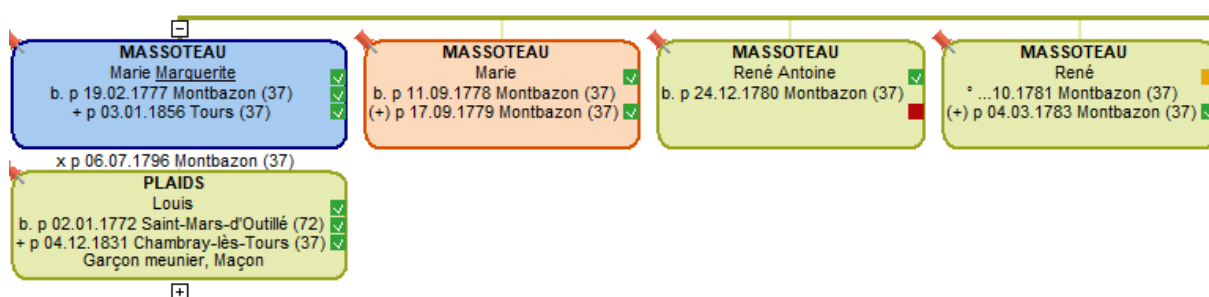 MASSOTEAU
Marie Marguerite
b. p 19.02.1777 Montbazon (37)
+ p 03.01.1856 Tours (37)
x p 06.07.1796 Montbazon (37)
PLAIDS
Louis
b. p 02.01.1772 Saint-Mars-d'Outillé (72)
+ p 04.12.1831 Chambray-lès-Tours (37)
Garçon meunier, Maçon
MASSOTEAU
Marie
b. p 11.09.1778 Montbazon (37)
(+) p 17.09.1779 Montbazon (37)
MASSOTEAU
René Antoine
b. p 24.12.1780 Montbazon (37)
MASSOTEAU
René
° ...10.1781 Montbazon (37)
(+) p 04.03.1783 Montbazon (37)